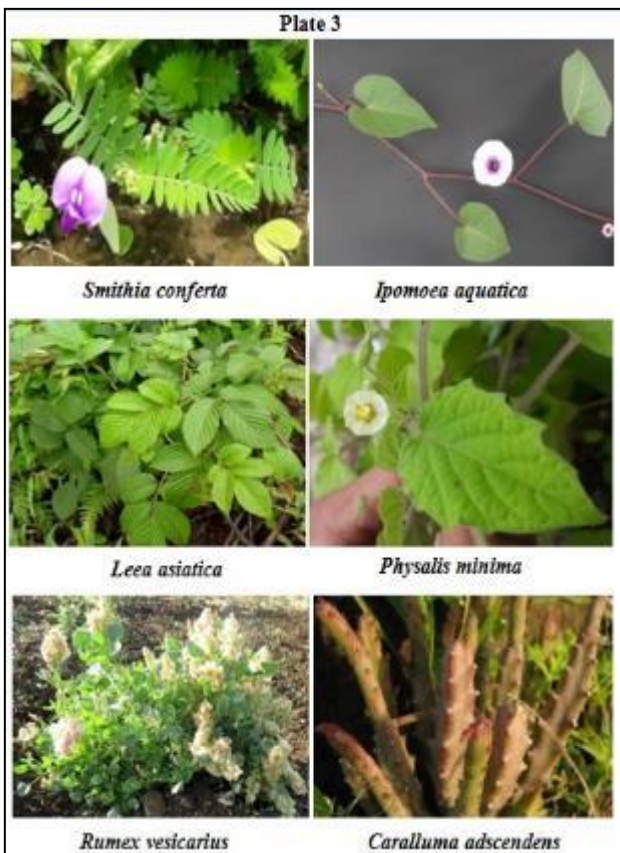 Plate 3
Smithia conferta
Ipomoea aquatica
Leea asiatica
Physalis minima
Rumex vesicarius
Caralluma adscendens